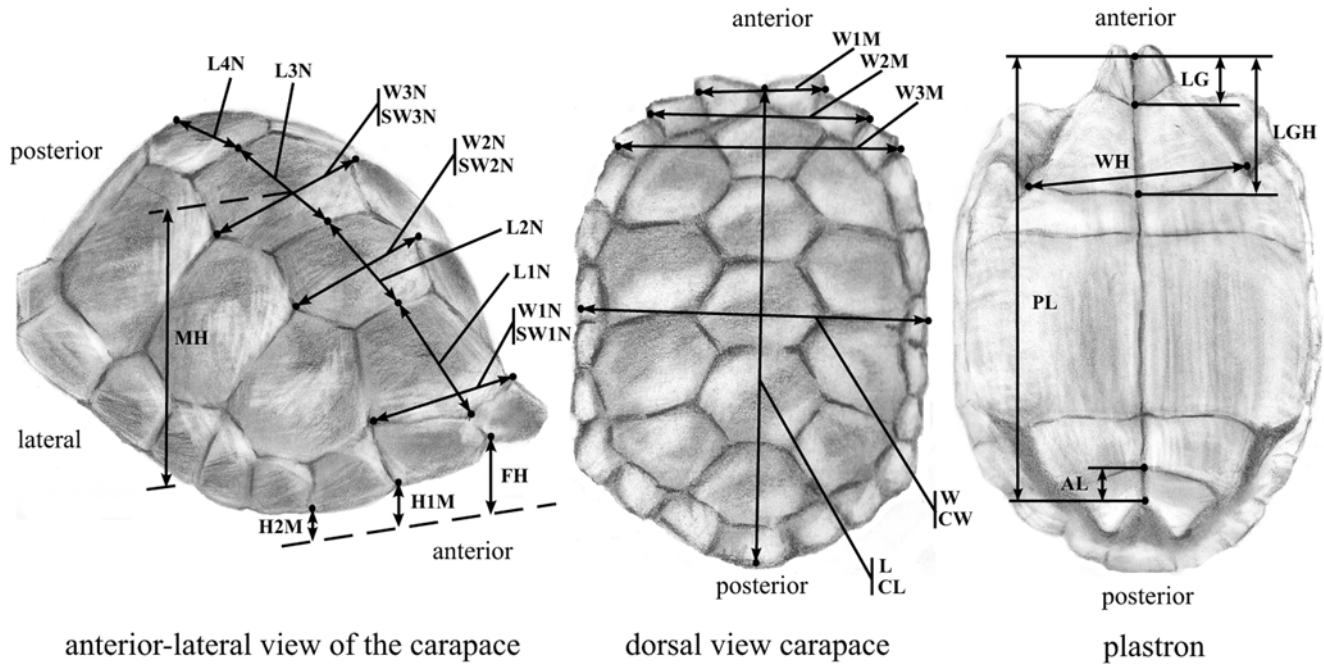 L4N
L3N
W3N
SW3N
W2N
SW2N
L2N
L1N
W1N
SW1N
posterior
MH
lateral
FH
H1M
H2M
anterior
anterior-lateral view of the carapace
anterior
W1M
W2M
W3M
W
CW
L
CL
posterior
dorsal view carapace
anterior
LG
LGH
WH
PL
AL
posterior
plastron